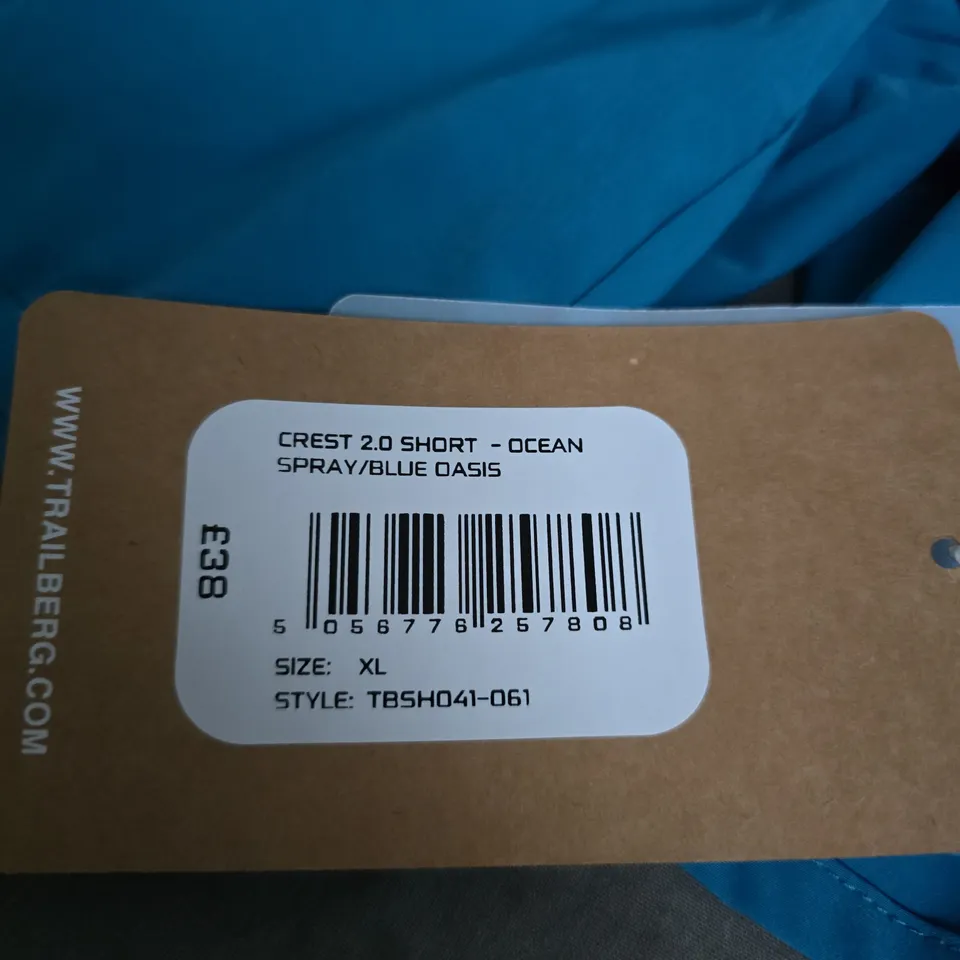 WWW.TRAILBERG.COM
£38
CREST 2.0 SHORT - OCEAN
SPRAY/BLUE OASIS
5 056776 257808
SIZE: XL
STYLE: TBSH041-061